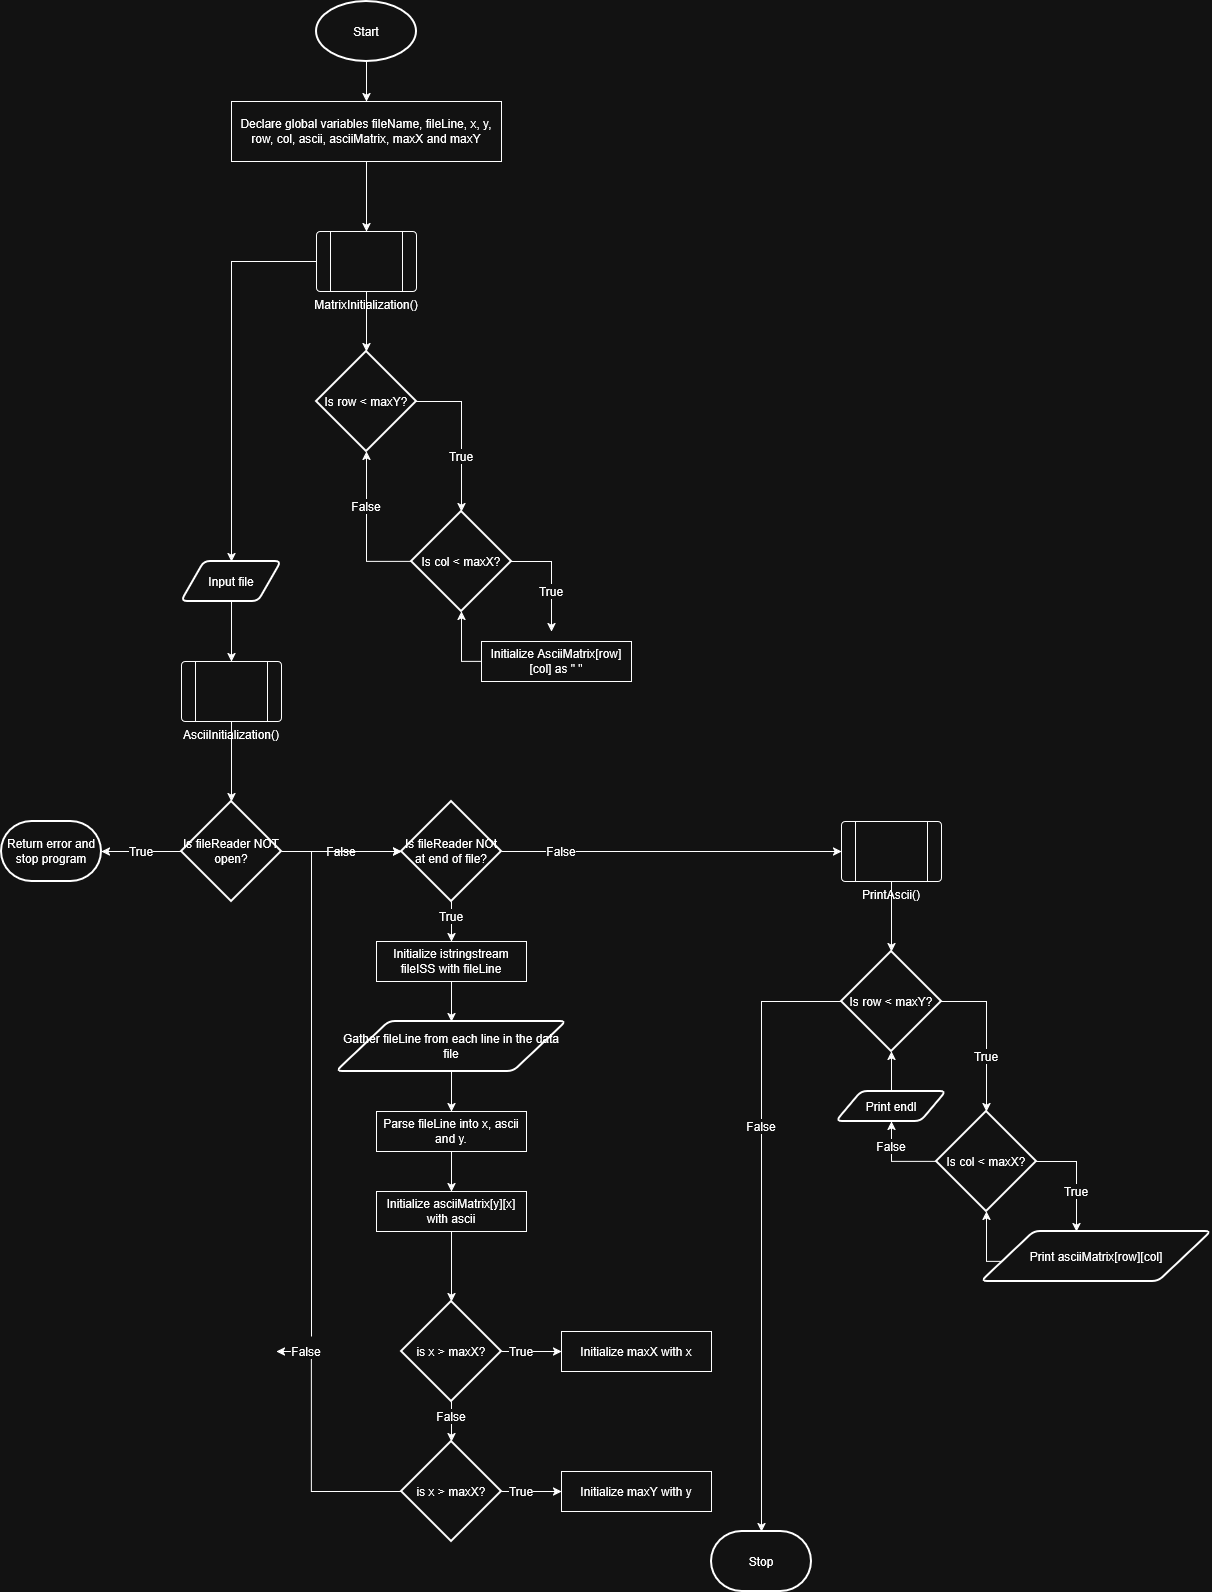 Start
Declare global variables fileName, fileLine, x, y,
row, col, ascii, asciiMatrix, maxX and maxY
MatrixInitialization()
Is row < maxY?
True
False
Is col < maxX?
True
Input file
Initialize AsciiMatrix[row]
[col] as " "
AsciiInitialization()
Return error and
stop program
True
Is fileReader NOT
open?
False
Is fileReader NOt
at end of file?
False
PrintAscii()
True
Initialize istringstream
fileISS with fileLine
Is row < maxY?
Gather fileLine from each line in the data
file
True
Print endl
Parse fileLine into x, ascii
and y.
False
False
Is col < maxX?
True
Initialize asciiMatrix[y][x]
with ascii
Print asciiMatrix[row][col]
False
is x > maxX?
True
Initialize maxX with x
False
is x > maxX?
True
Initialize maxY with y
Stop